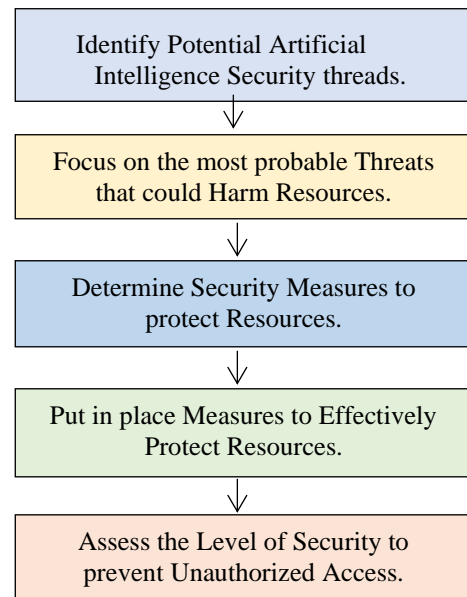 Identify Potential Artificial
Intelligence Security threads.
Focus on the most probable Threats
that could Harm Resources.
Determine Security Measures to
protect Resources.
Put in place Measures to Effectively
Protect Resources.
Assess the Level of Security to
prevent Unauthorized Access.